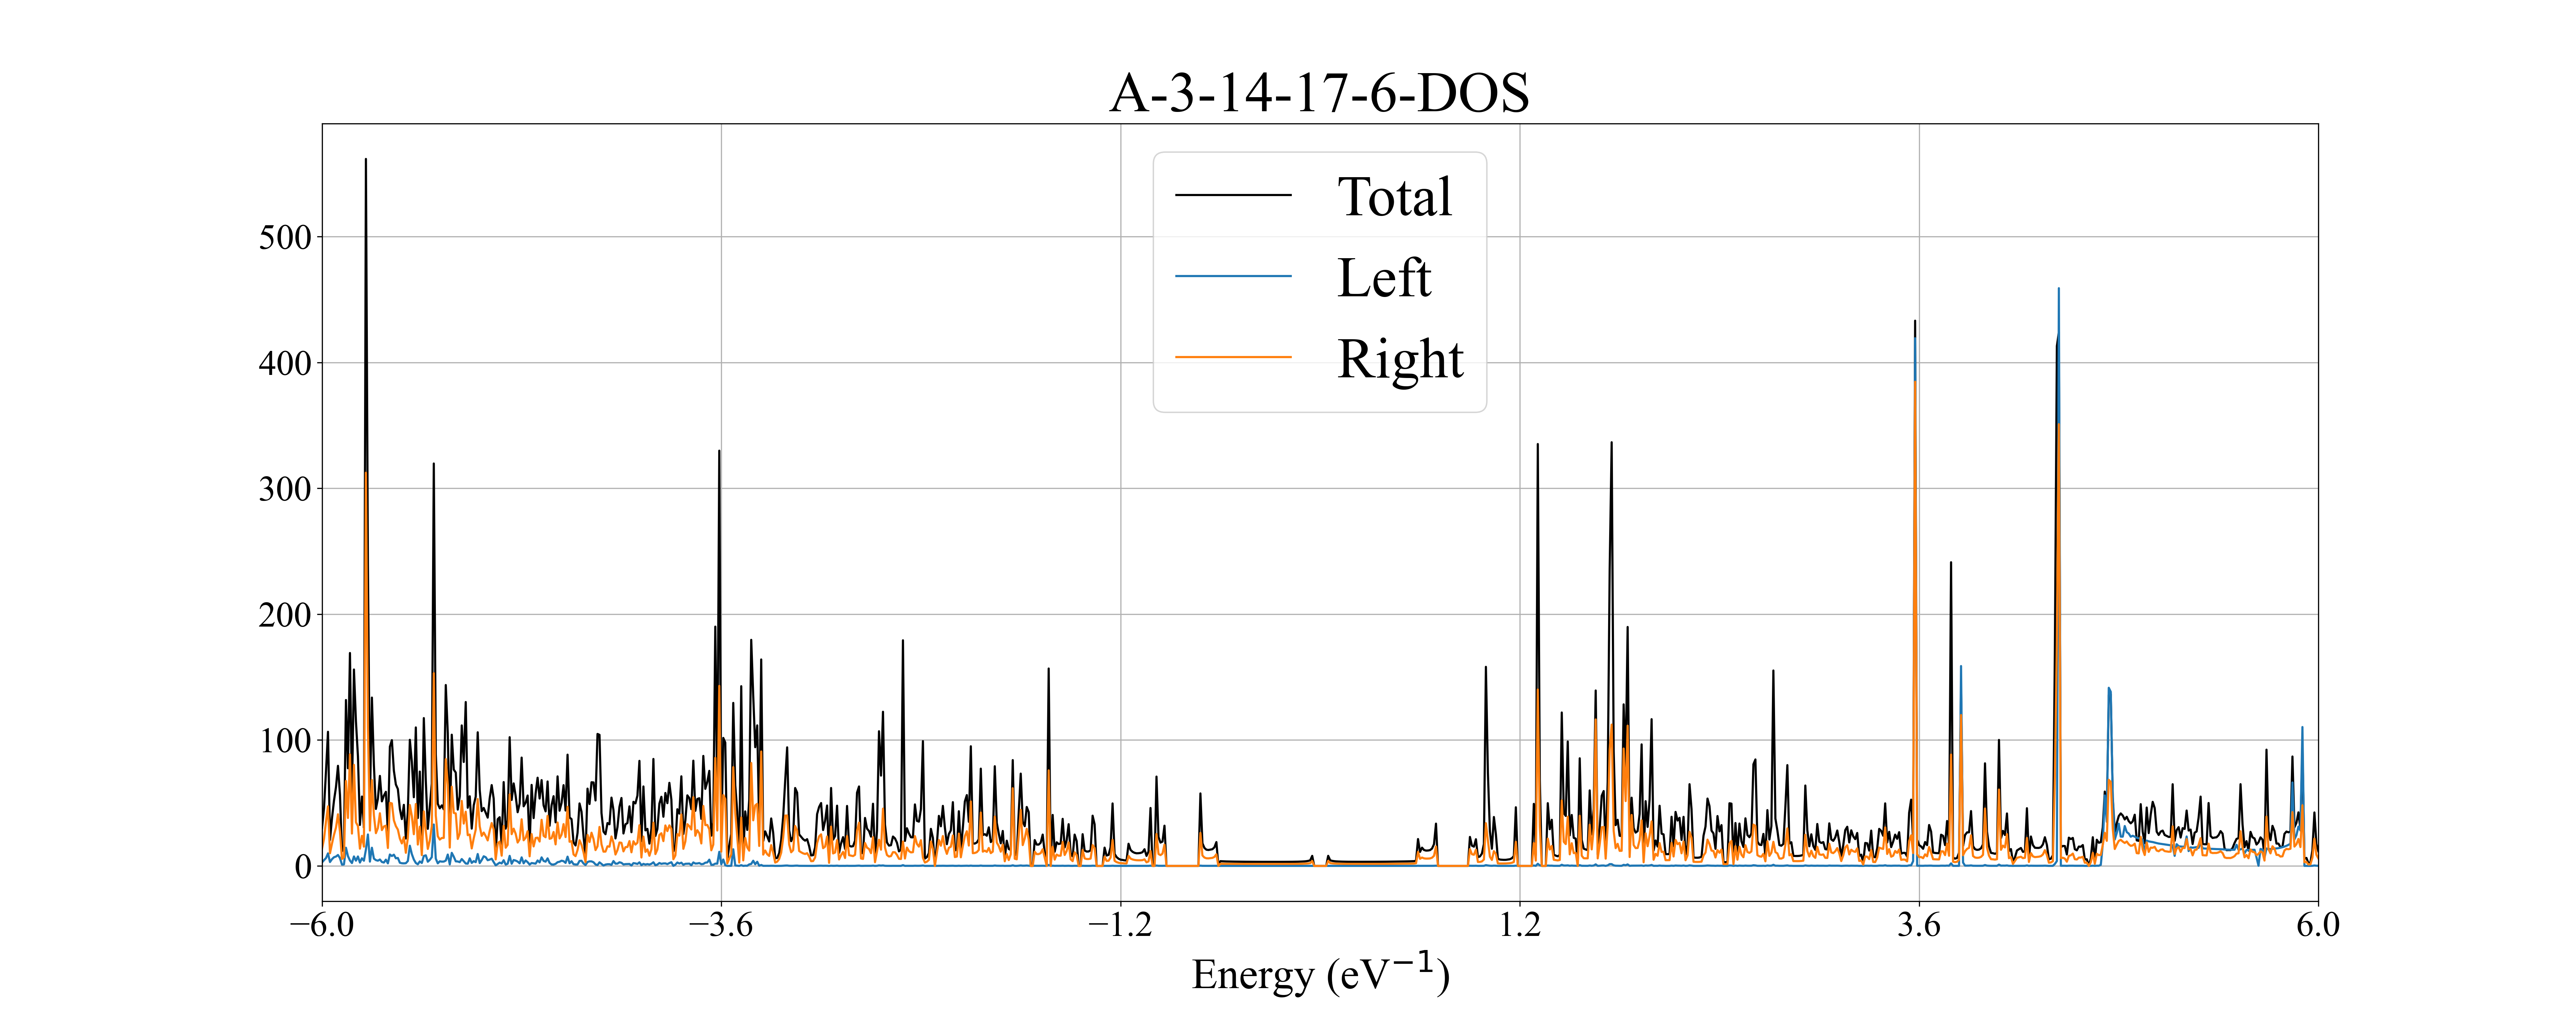 A-3-14-17-6-DOS
Total
Left
Right
500
400
300
200
100
0
−6.0 −3.6 −1.2 1.2 3.6 6.0
Energy (eV⁻¹)